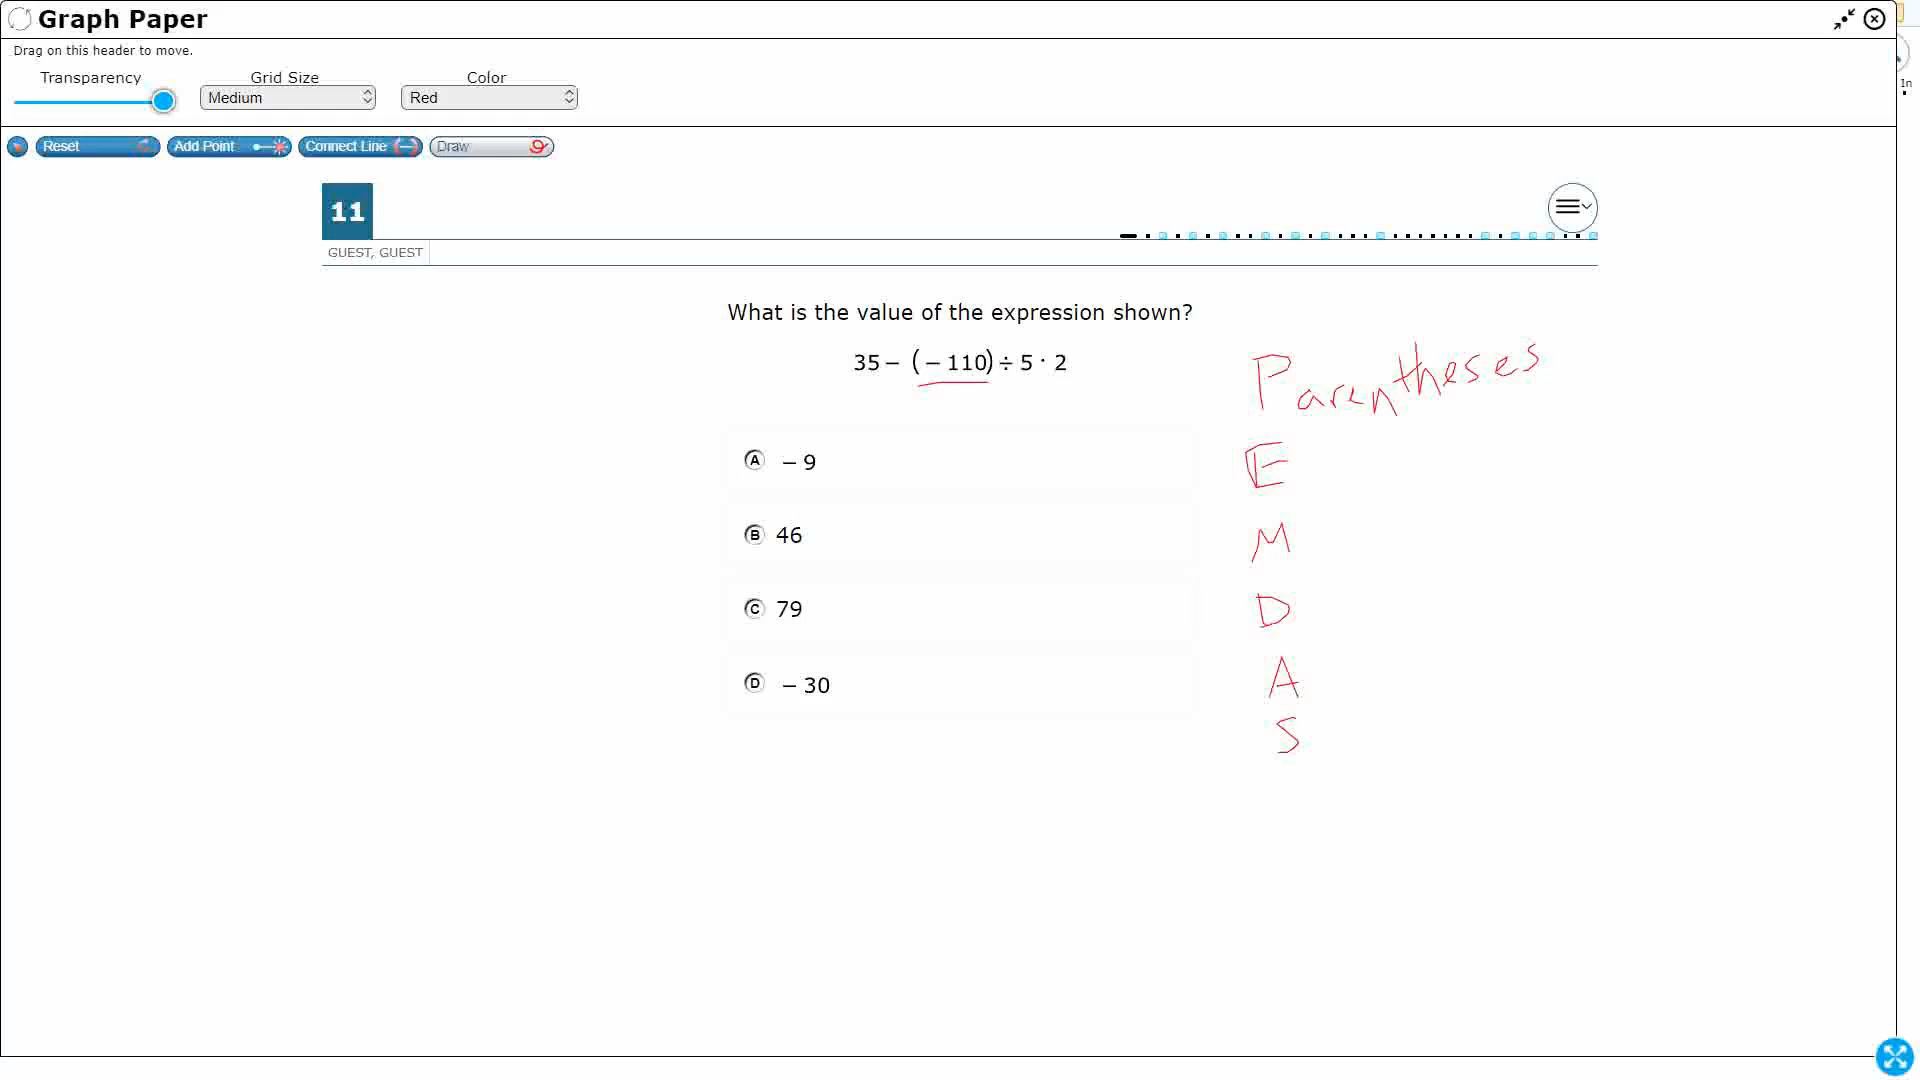 Graph Paper
Drag on this header to move.
Transparency Grid Size Color
Medium Red
Reset Add Point Connect Line Draw
11
GUEST, GUEST
What is the value of the expression shown?
35 − (− 110) ÷ 5 · 2
Parentheses
A − 9
E
B 46
M
C 79
D
D − 30
A
S